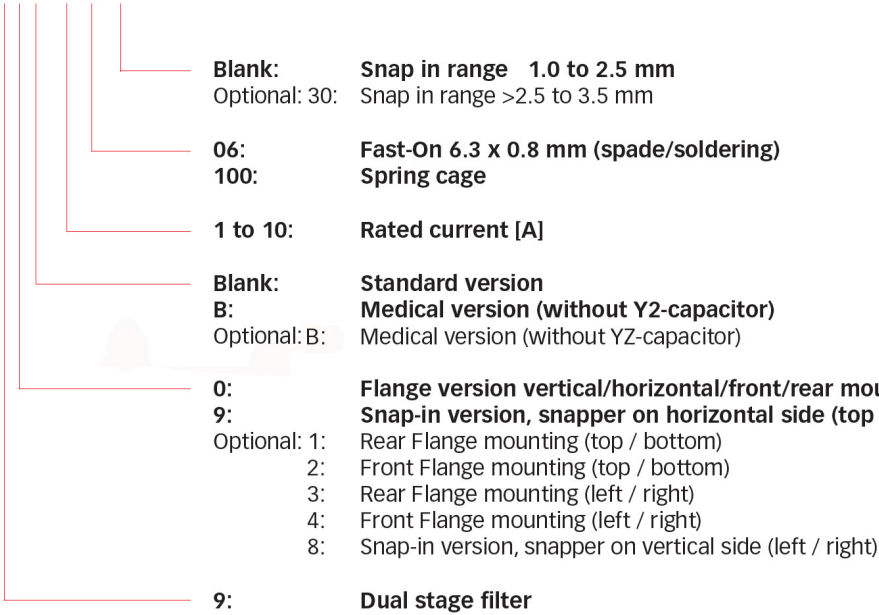 Blank: Snap in range 1.0 to 2.5 mm
Optional: 30: Snap in range >2.5 to 3.5 mm
06: Fast-On 6.3 x 0.8 mm (spade/soldering)
100: Spring cage
1 to 10: Rated current [A]
Blank: Standard version
B: Medical version (without Y2-capacitor)
Optional: B: Medical version (without YZ-capacitor)
0: Flange version vertical/horizontal/front/rear
9: Snap-in version, snapper on horizontal side (top
Optional: 1: Rear Flange mounting (top / bottom)
2: Front Flange mounting (top / bottom)
3: Rear Flange mounting (left / right)
4: Front Flange mounting (left / right)
8: Snap-in version, snapper on vertical side (left / right)
9: Dual stage filter